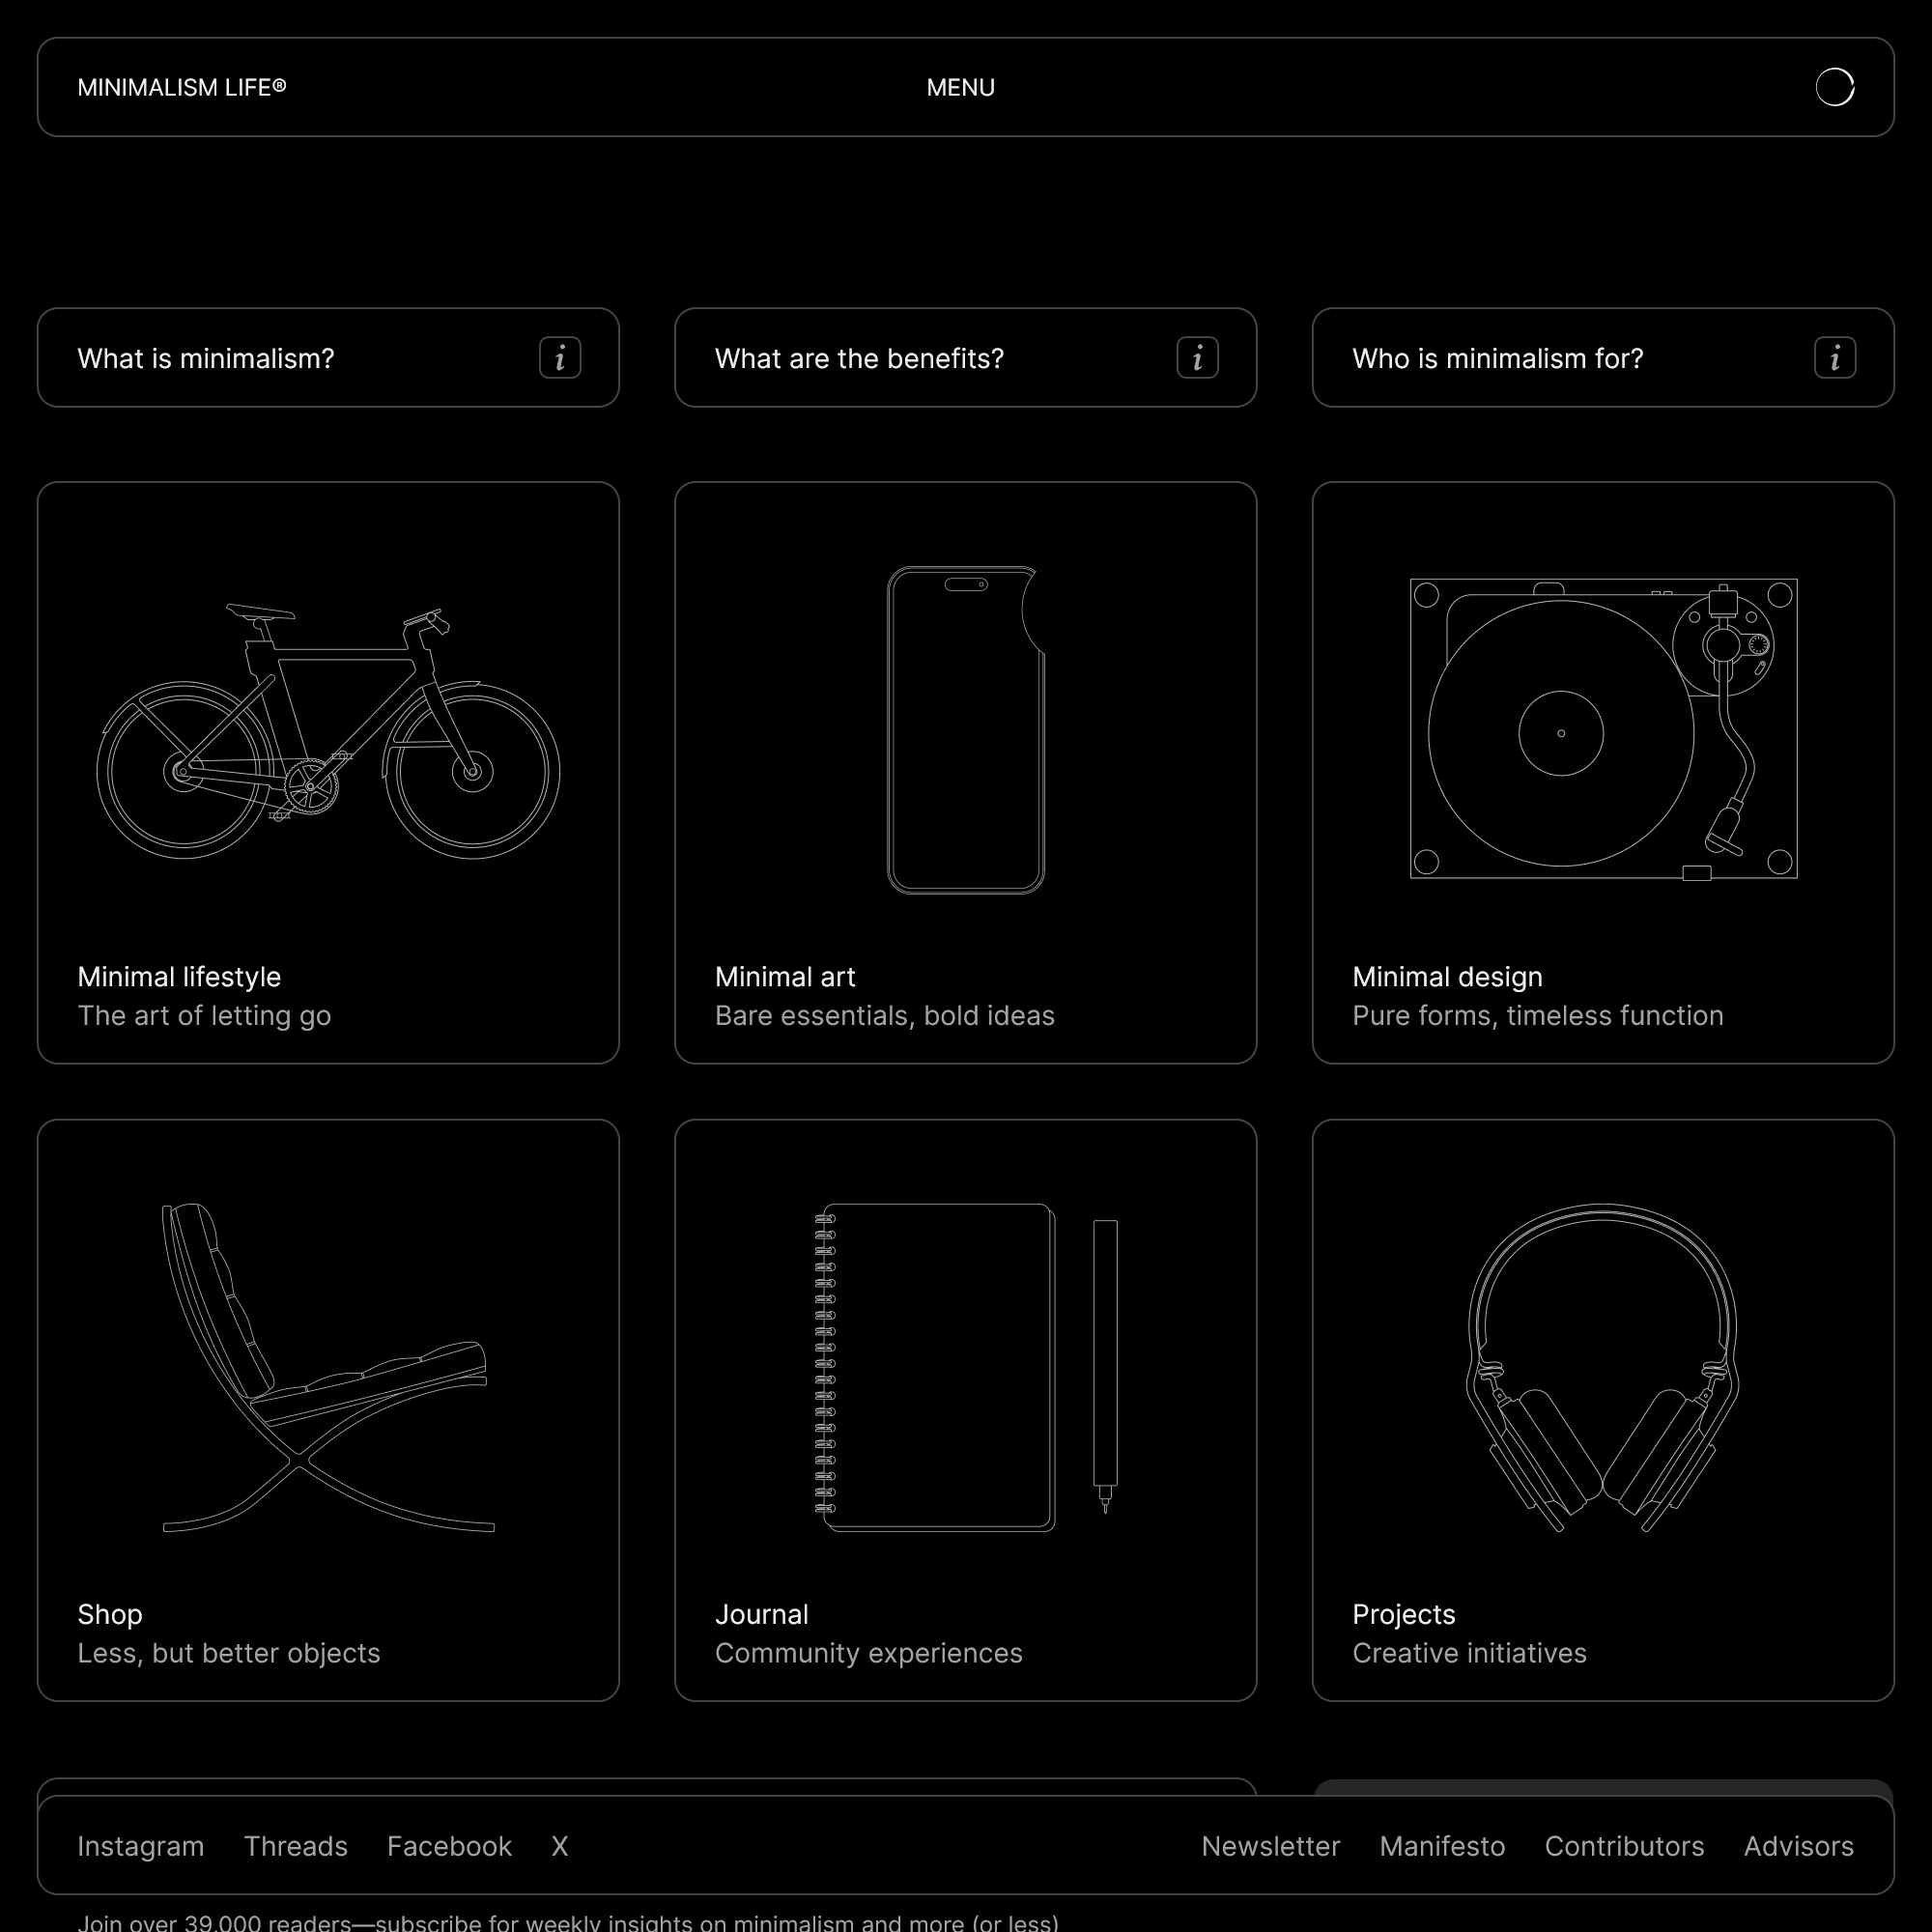 MINIMALISM LIFE®
MENU
What is minimalism?
i
What are the benefits?
i
Who is minimalism for?
i
Minimal lifestyle
The art of letting go
Minimal art
Bare essentials, bold ideas
Minimal design
Pure forms, timeless function
Shop
Less, but better objects
Journal
Community experiences
Projects
Creative initiatives
Instagram Threads Facebook X
Newsletter Manifesto Contributors Advisors
Join over 39,000 readers—subscribe for weekly insights on minimalism and more (or less)